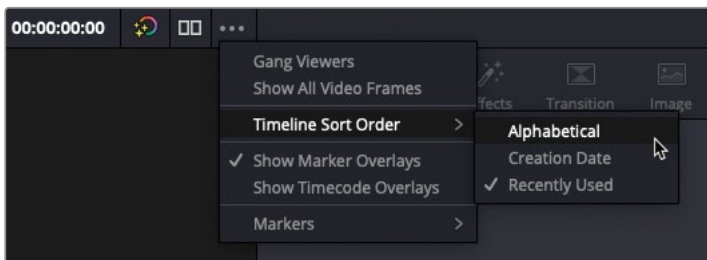 00:00:00:00
Gang Viewers
Show All Video Frames
Timeline Sort Order
Show Marker Overlays
Show Timecode Overlays
Markers
ffects Transition Image
Alphabetical
Creation Date
Recently Used